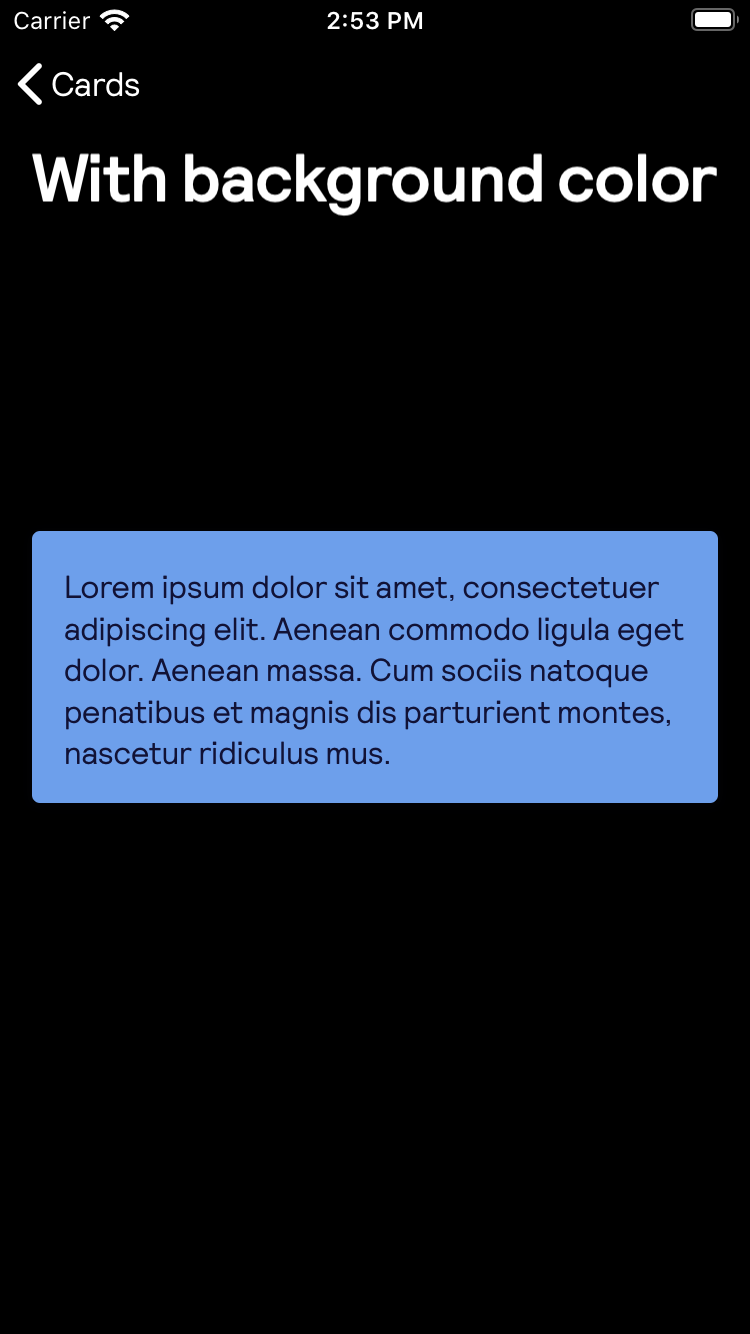 Carrier 2:53 PM
Cards
With background color
Lorem ipsum dolor sit amet, consectetuer
adipiscing elit. Aenean commodo ligula eget
dolor. Aenean massa. Cum sociis natoque
penatibus et magnis dis parturient montes,
nascetur ridiculus mus.